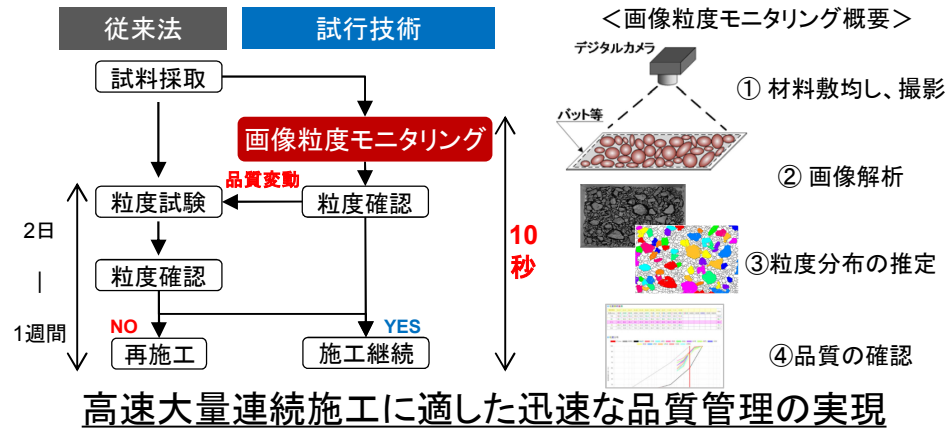 従来法
試行技術
試料採取
画像粒度モニタリング
品質変動
粒度試験
粒度確認
2日
|
1週間
粒度確認
10
秒
NO
YES
再施工
施工継続
＜画像粒度モニタリング概要＞
デジタルカメラ
① 材料敷均し、撮影
バット等
② 画像解析
③粒度分布の推定
④品質の確認
高速大量連続施工に適した迅速な品質管理の実現